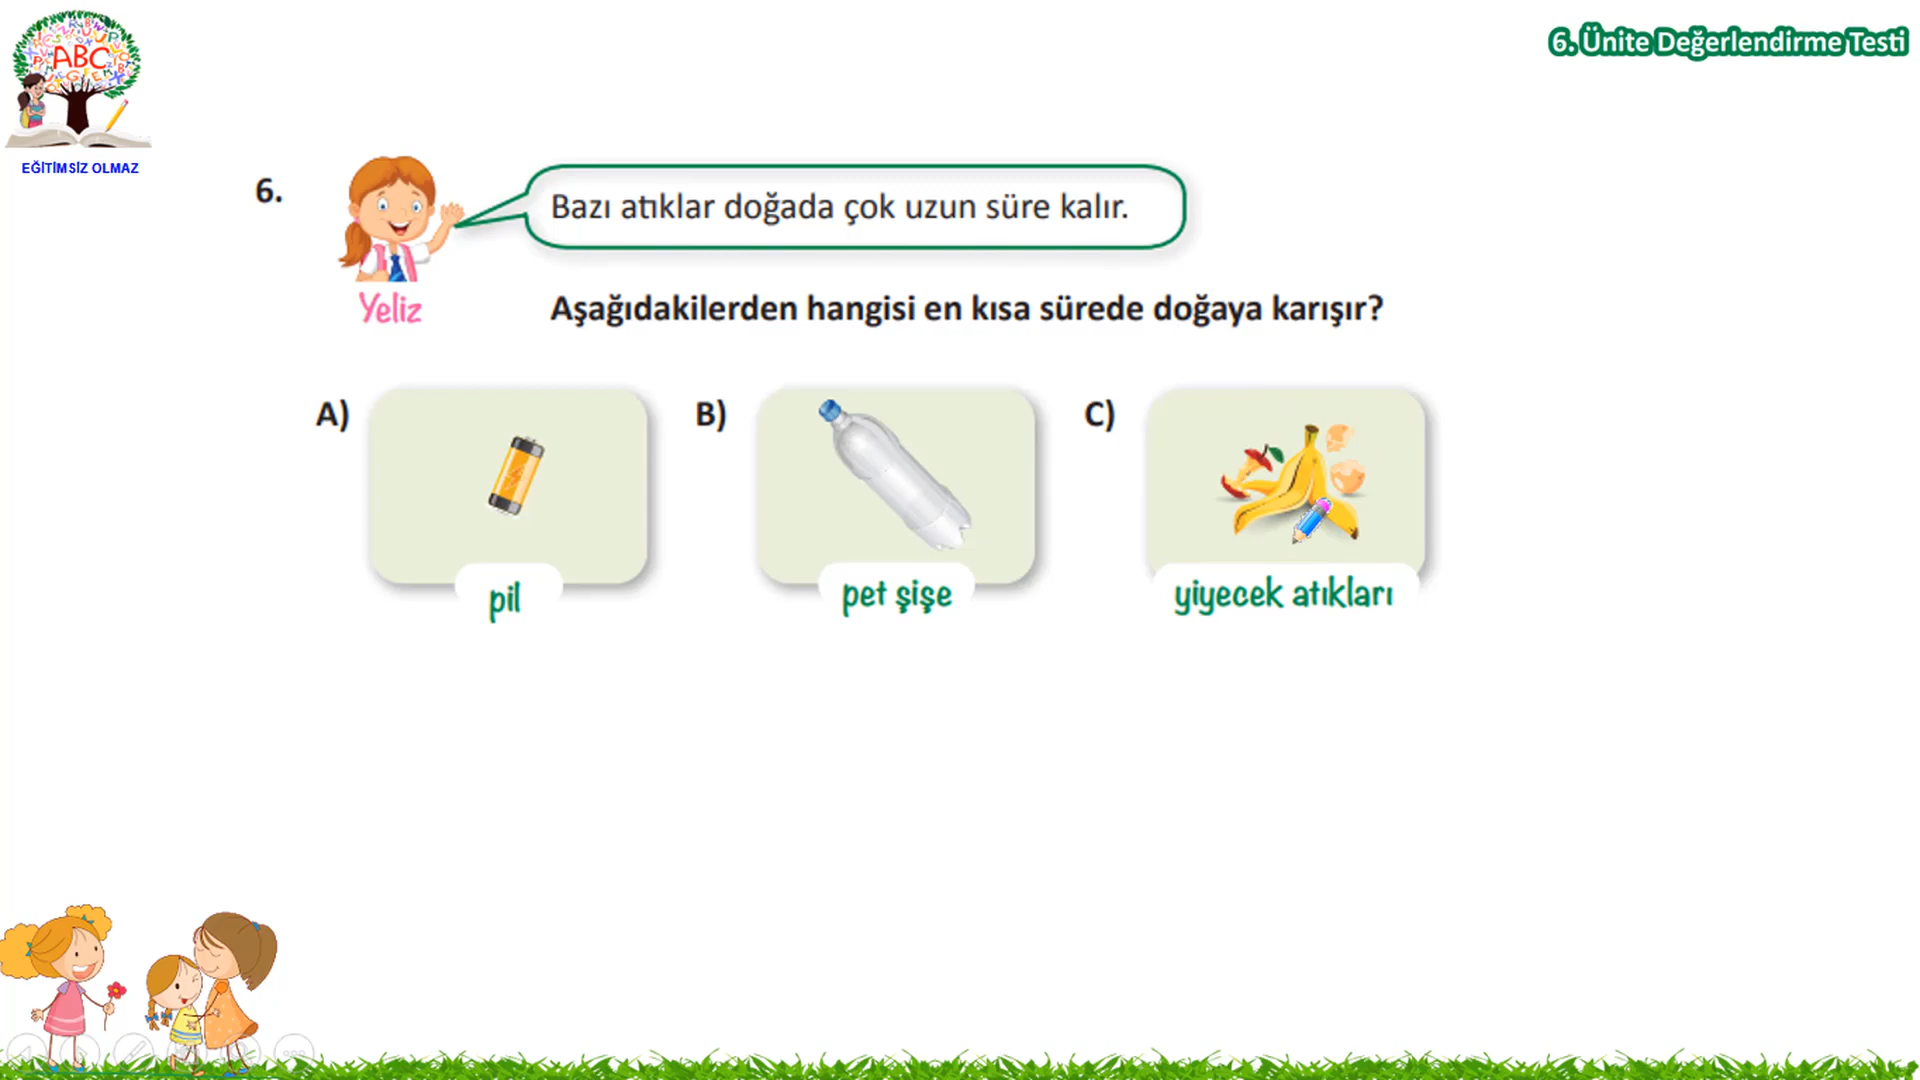 6. Ünite Değerlendirme Testi
ABC
EĞİTİMSİZ OLMAZ
6.
Bazı atıklar doğada çok uzun süre kalır.
Yeliz
Aşağıdakilerden hangisi en kısa sürede doğaya karışır?
A)
pil
B)
pet şişe
C)
yiyecek atıkları